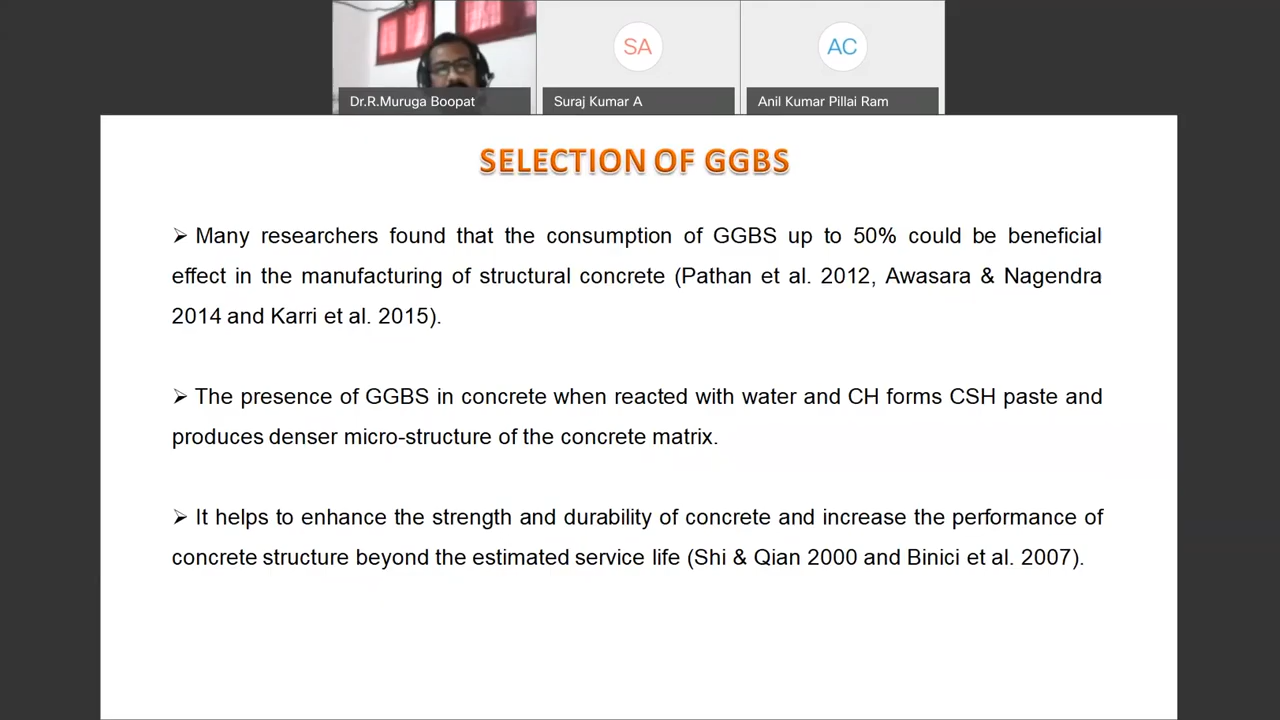 SA
AC
Dr.R.Muruga Boopat
Suraj Kumar A
Anil Kumar Pillai Ram
SELECTION OF GGBS
➢ Many researchers found that the consumption of GGBS up to 50% could be beneficial
effect in the manufacturing of structural concrete (Pathan et al. 2012, Awasara & Nagendra
2014 and Karri et al. 2015).
➢ The presence of GGBS in concrete when reacted with water and CH forms CSH paste and
produces denser micro-structure of the concrete matrix.
➢ It helps to enhance the strength and durability of concrete and increase the performance of
concrete structure beyond the estimated service life (Shi & Qian 2000 and Binici et al. 2007).